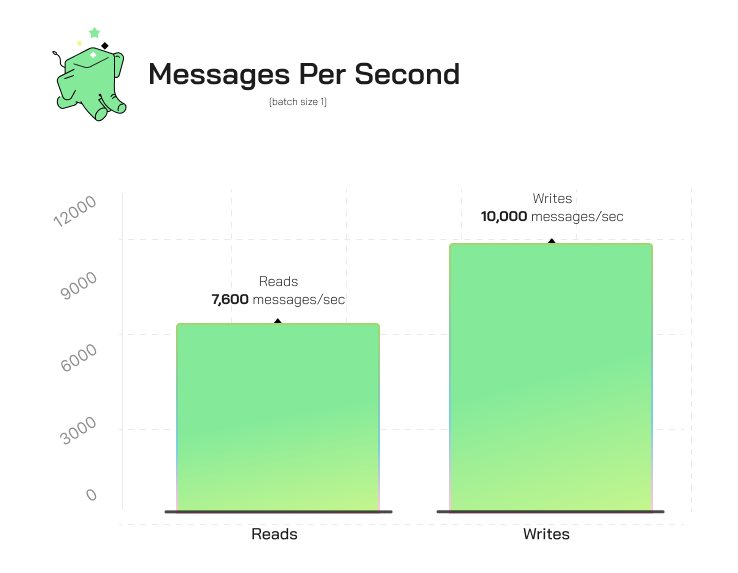 Messages Per Second
[batch size 1]
12000
9000
6000
3000
0
Reads
7,600 messages/sec
Writes
10,000 messages/sec
Reads
Writes